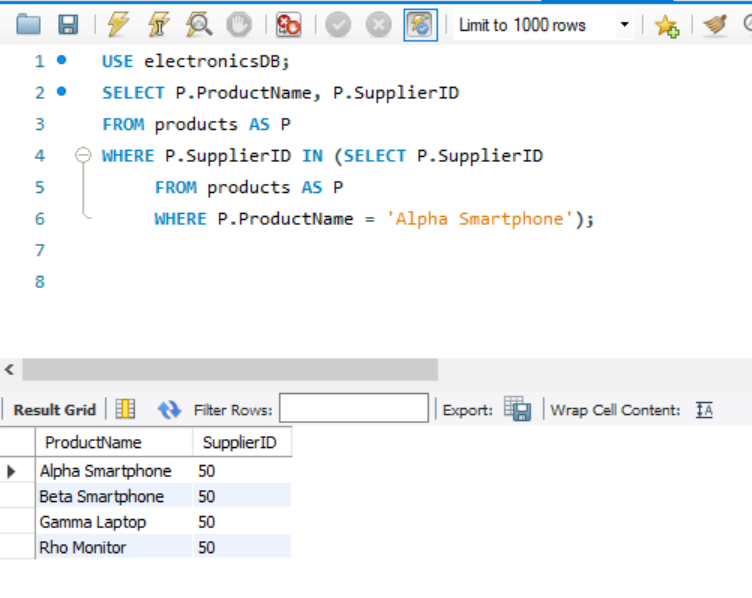 Limit to 1000 rows
1 USE electronicsDB;
2 SELECT P.ProductName, P.SupplierID
3 FROM products AS P
4 WHERE P.SupplierID IN (SELECT P.SupplierID
5 FROM products AS P
6 WHERE P.ProductName = 'Alpha Smartphone');
7
8
Result Grid Filter Rows: Export: Wrap Cell Content: IA
ProductName SupplierID
Alpha Smartphone 50
Beta Smartphone 50
Gamma Laptop 50
Rho Monitor 50